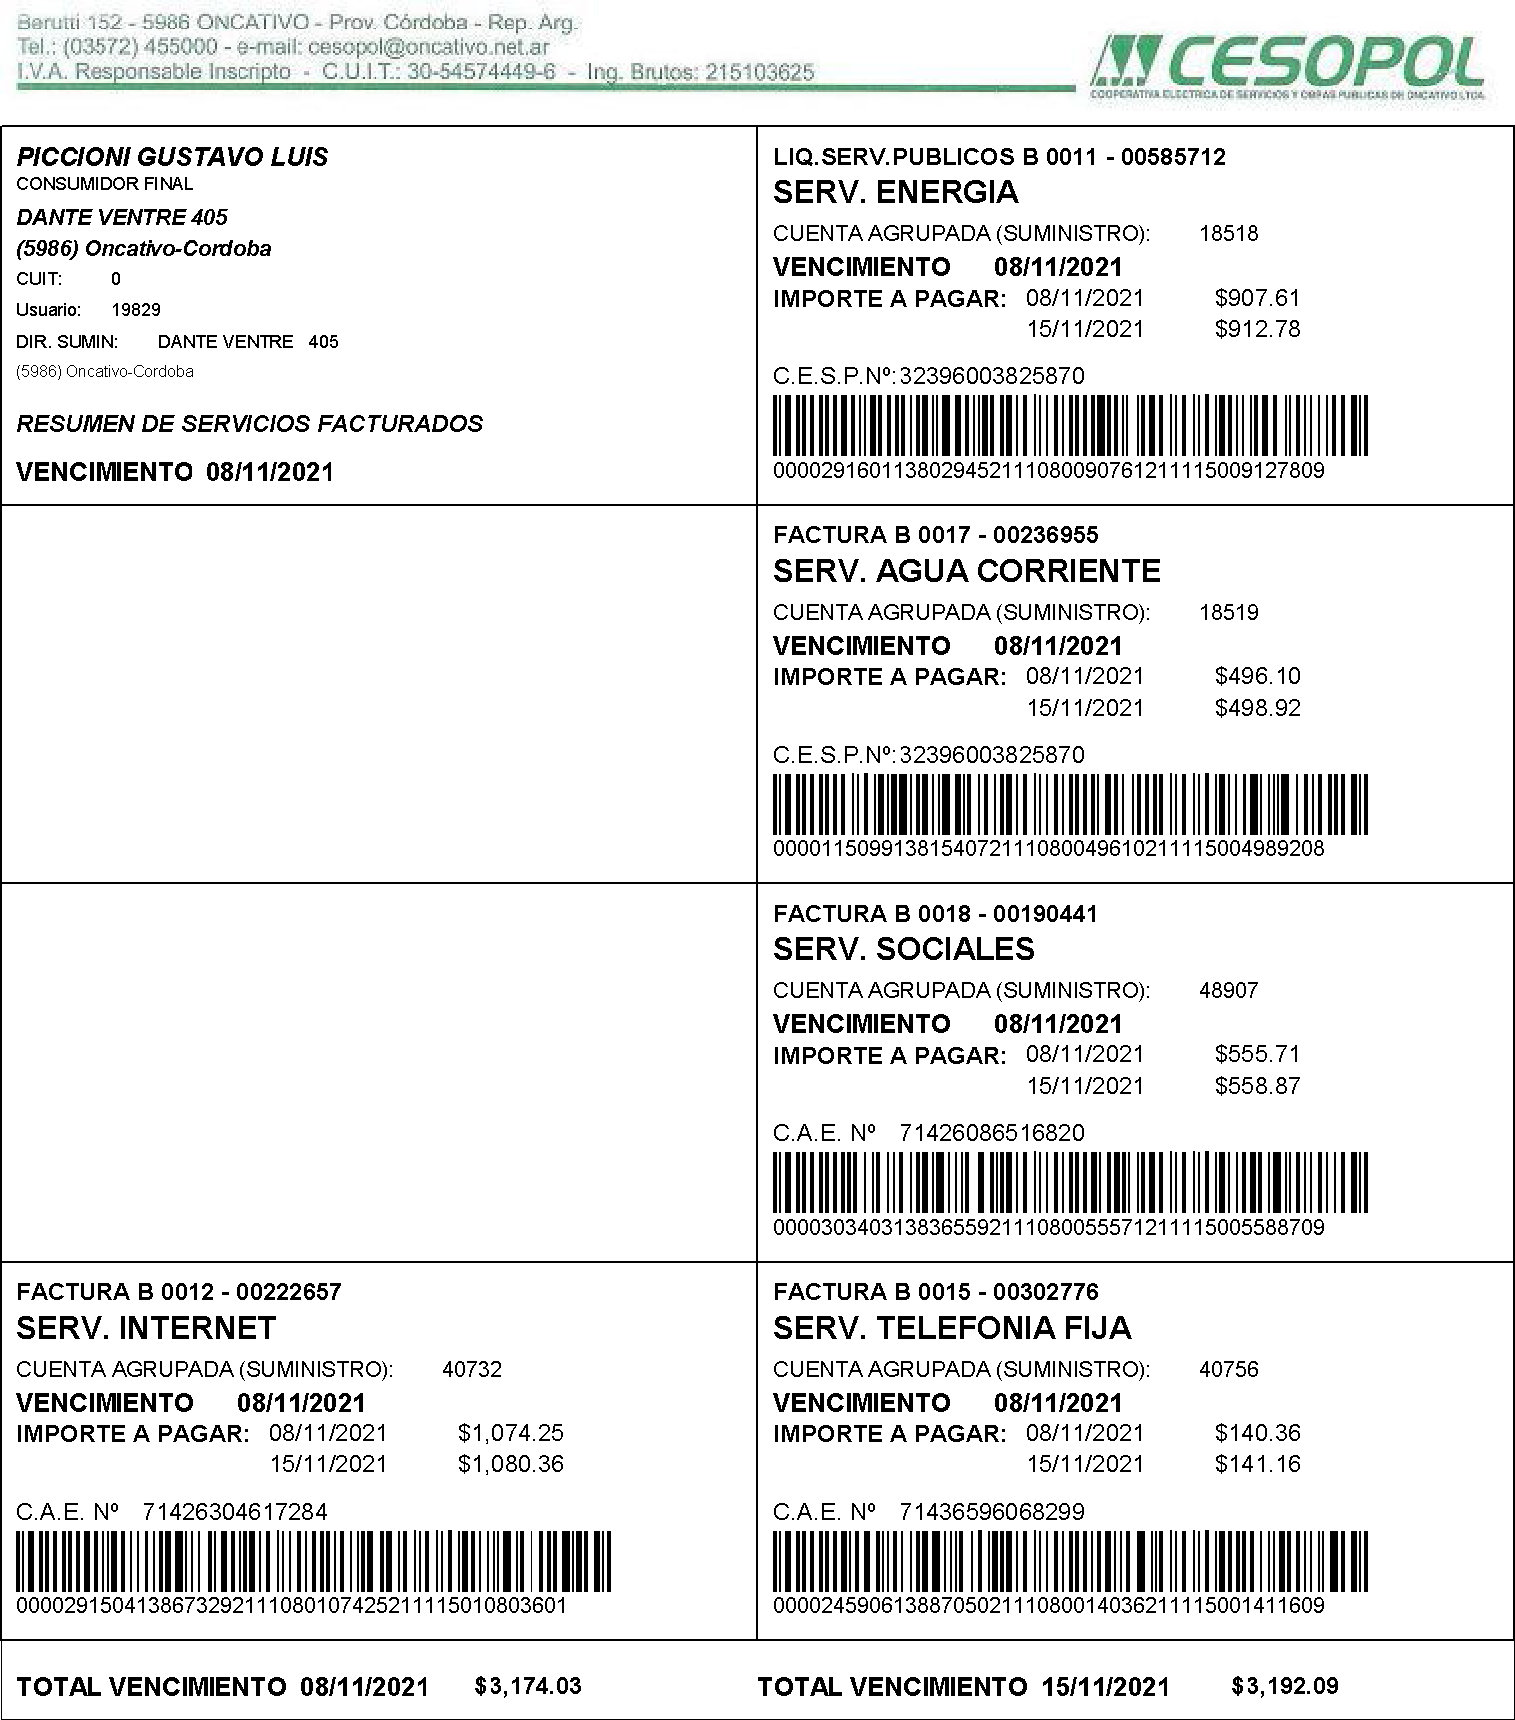 Berutti 152 - 5986 ONCATIVO - Prov. Córdoba - Rep. Arg.
Tel.: (03572) 455000 - e-mail: cesopol@oncativo.net.ar
I.V.A. Responsable Inscripto - C.U.I.T.: 30-54574449-6 - Ing. Brutos: 215103625
CESOPOL
COOPERATIVA ELECTRICA DE SERVICIOS Y OBRAS PUBLICAS DE ONCATIVO LTDA.
PICCIONI GUSTAVO LUIS
CONSUMIDOR FINAL
DANTE VENTRE 405
(5986) Oncativo-Cordoba
CUIT: 0
Usuario: 19829
DIR. SUMIN: DANTE VENTRE 405
(5986) Oncativo-Cordoba
RESUMEN DE SERVICIOS FACTURADOS
VENCIMIENTO 08/11/2021
LIQ.SERV.PUBLICOS B 0011 - 00585712
SERV. ENERGIA
CUENTA AGRUPADA (SUMINISTRO): 18518
VENCIMIENTO 08/11/2021
IMPORTE A PAGAR: 08/11/2021 $907.61
15/11/2021 $912.78
C.E.S.P.Nº: 32396003825870
0000291601138029452111080090761211115009127809
FACTURA B 0017 - 00236955
SERV. AGUA CORRIENTE
CUENTA AGRUPADA (SUMINISTRO): 18519
VENCIMIENTO 08/11/2021
IMPORTE A PAGAR: 08/11/2021 $496.10
15/11/2021 $498.92
C.E.S.P.Nº: 32396003825870
0000115099138154072111080049610211115004989208
FACTURA B 0018 - 00190441
SERV. SOCIALES
CUENTA AGRUPADA (SUMINISTRO): 48907
VENCIMIENTO 08/11/2021
IMPORTE A PAGAR: 08/11/2021 $555.71
15/11/2021 $558.87
C.A.E. Nº 71426086516820
0000303403138365592111080055571211115005588709
FACTURA B 0012 - 00222657
SERV. INTERNET
CUENTA AGRUPADA (SUMINISTRO): 40732
VENCIMIENTO 08/11/2021
IMPORTE A PAGAR: 08/11/2021 $1,074.25
15/11/2021 $1,080.36
C.A.E. Nº 71426304617284
0000291504138673292111080107425211115010803601
FACTURA B 0015 - 00302776
SERV. TELEFONIA FIJA
CUENTA AGRUPADA (SUMINISTRO): 40756
VENCIMIENTO 08/11/2021
IMPORTE A PAGAR: 08/11/2021 $140.36
15/11/2021 $141.16
C.A.E. Nº 71436596068299
0000245906138870502111080014036211115001411609
TOTAL VENCIMIENTO 08/11/2021 $3,174.03
TOTAL VENCIMIENTO 15/11/2021 $3,192.09